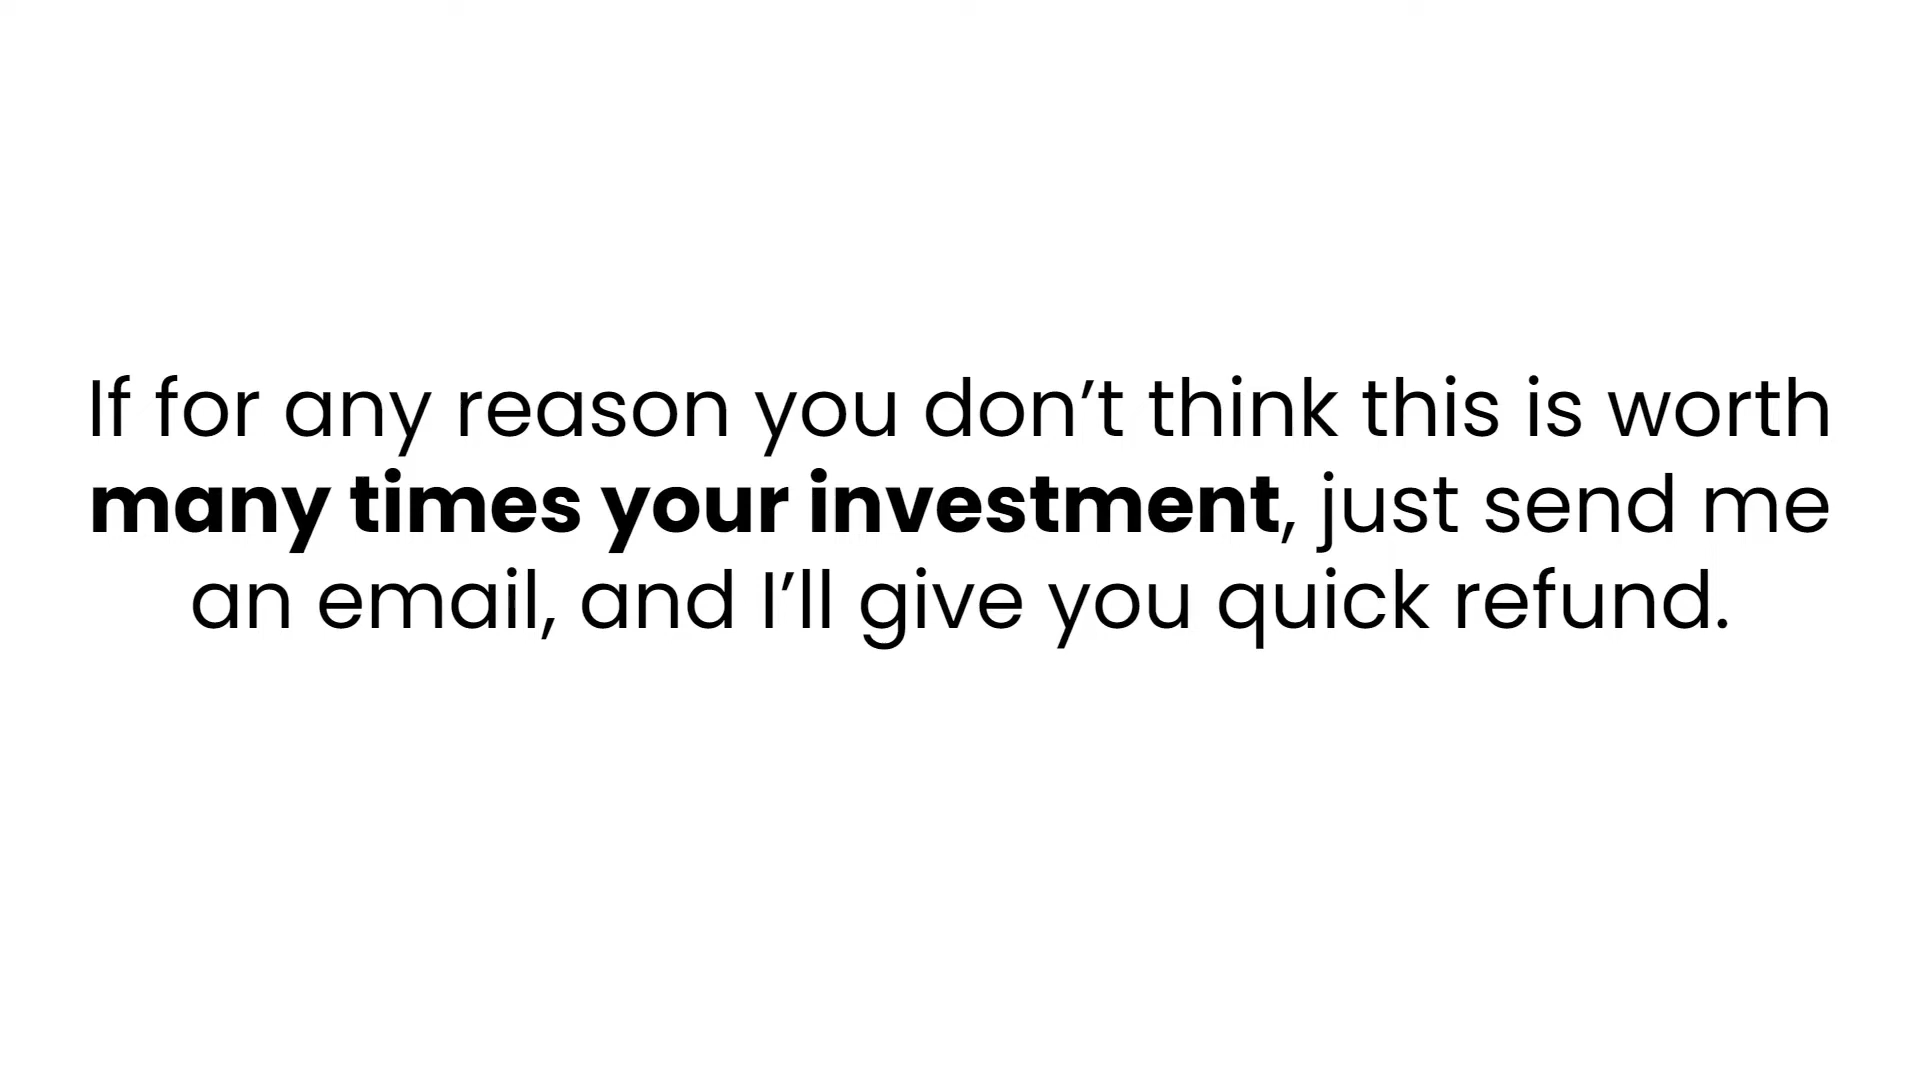 If for any reason you don’t think this is worth
many times your investment, just send me
an email, and I’ll give you quick refund.